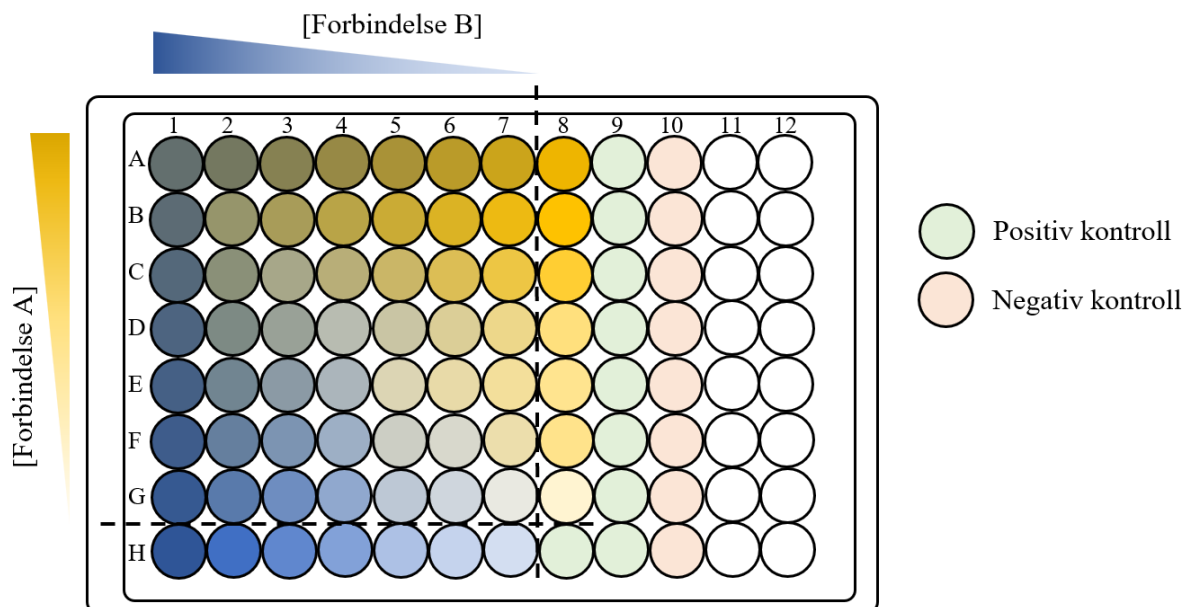 [Forbindelse B]
1 2 3 4 5 6 7 8 9 10 11 12
A
B
C
D
E
F
G
H
[Forbindelse A]
Positiv kontroll
Negativ kontroll